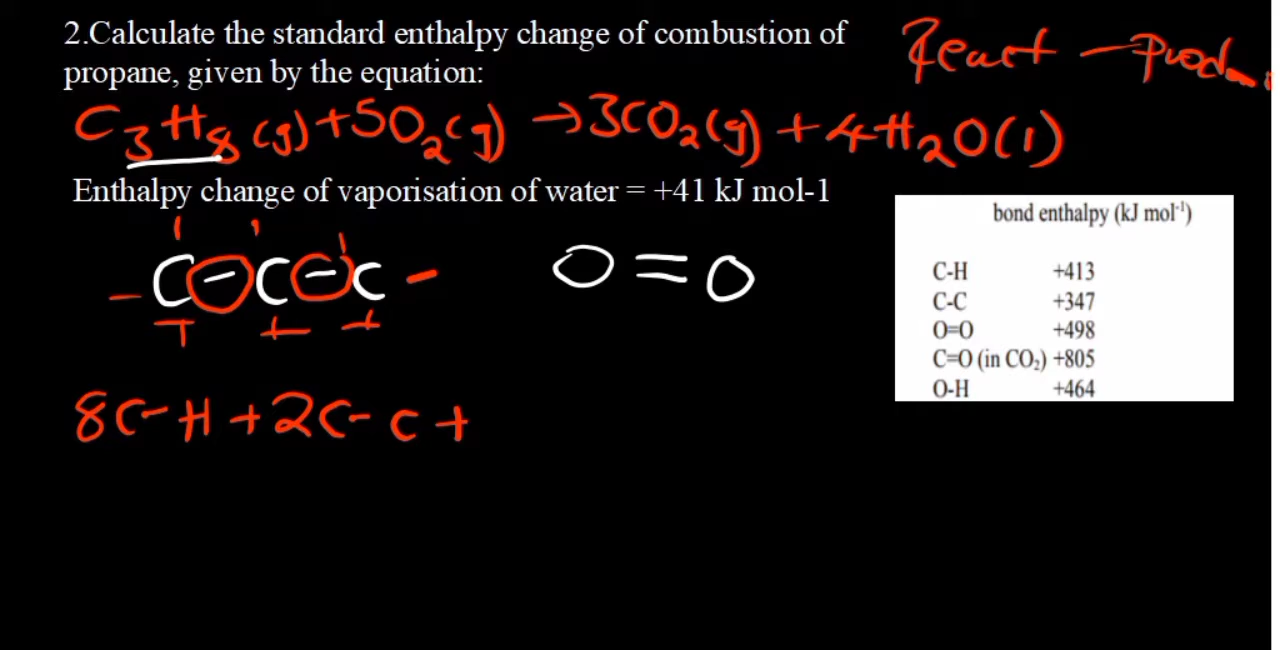 2.Calculate the standard enthalpy change of combustion of
propane, given by the equation:
React - Prod
C3H8(g)+5O2(g) → 3CO2(g) + 4H2O(l)
Enthalpy change of vaporisation of water = +41 kJ mol-1
C-C-C
O=O
8C-H+2C-C+
bond enthalpy (kJ mol⁻¹)
C-H +413
C-C +347
O=O +498
C=O (in CO₂) +805
O-H +464